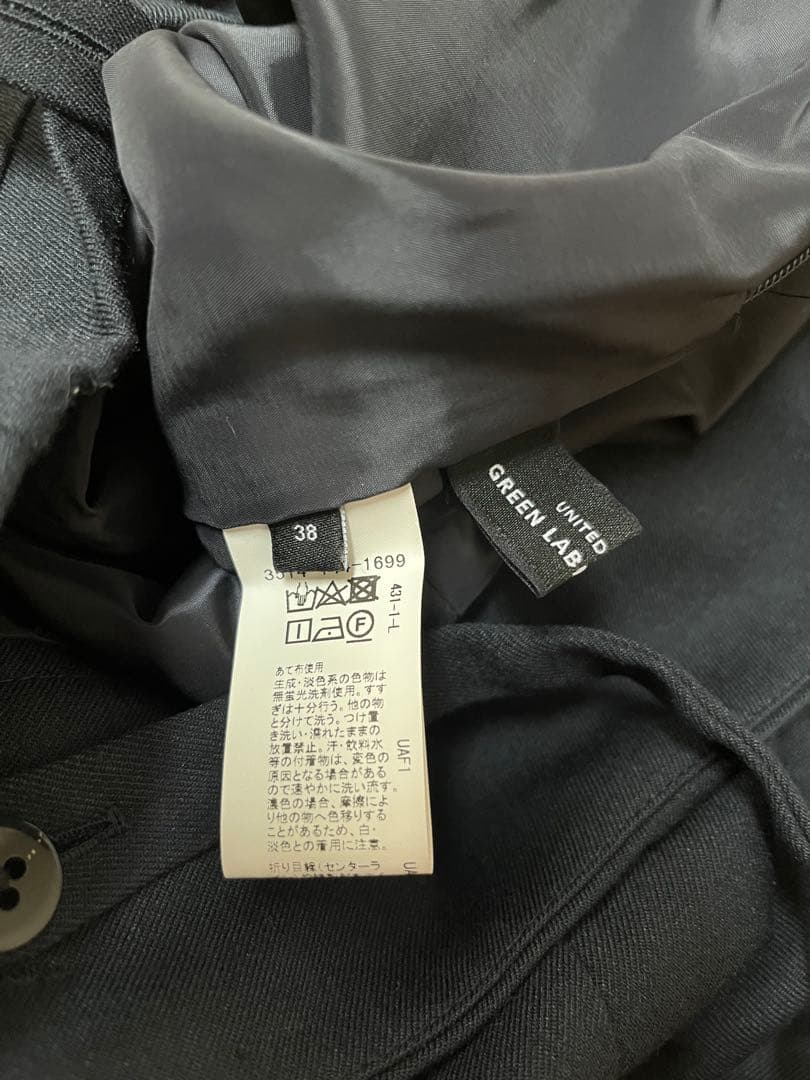 38
1699
431-1-L
F
あて布使用
生成・淡色系の色物は
無蛍光洗剤使用。すす
ぎは十分行う。他の物
と分けて洗う。つけ置
き洗い・濡れたままの
放置禁止。汗・飲料水
等の付着物は、変色の
原因となる場合がある
ので速やかに洗い流す。
濃色の場合、摩擦によ
り他の物へ色移りする
ことがあるため、白・
淡色との着用に注意。
折り目線(センターラ
UAF1
UNITED
GREEN LAB